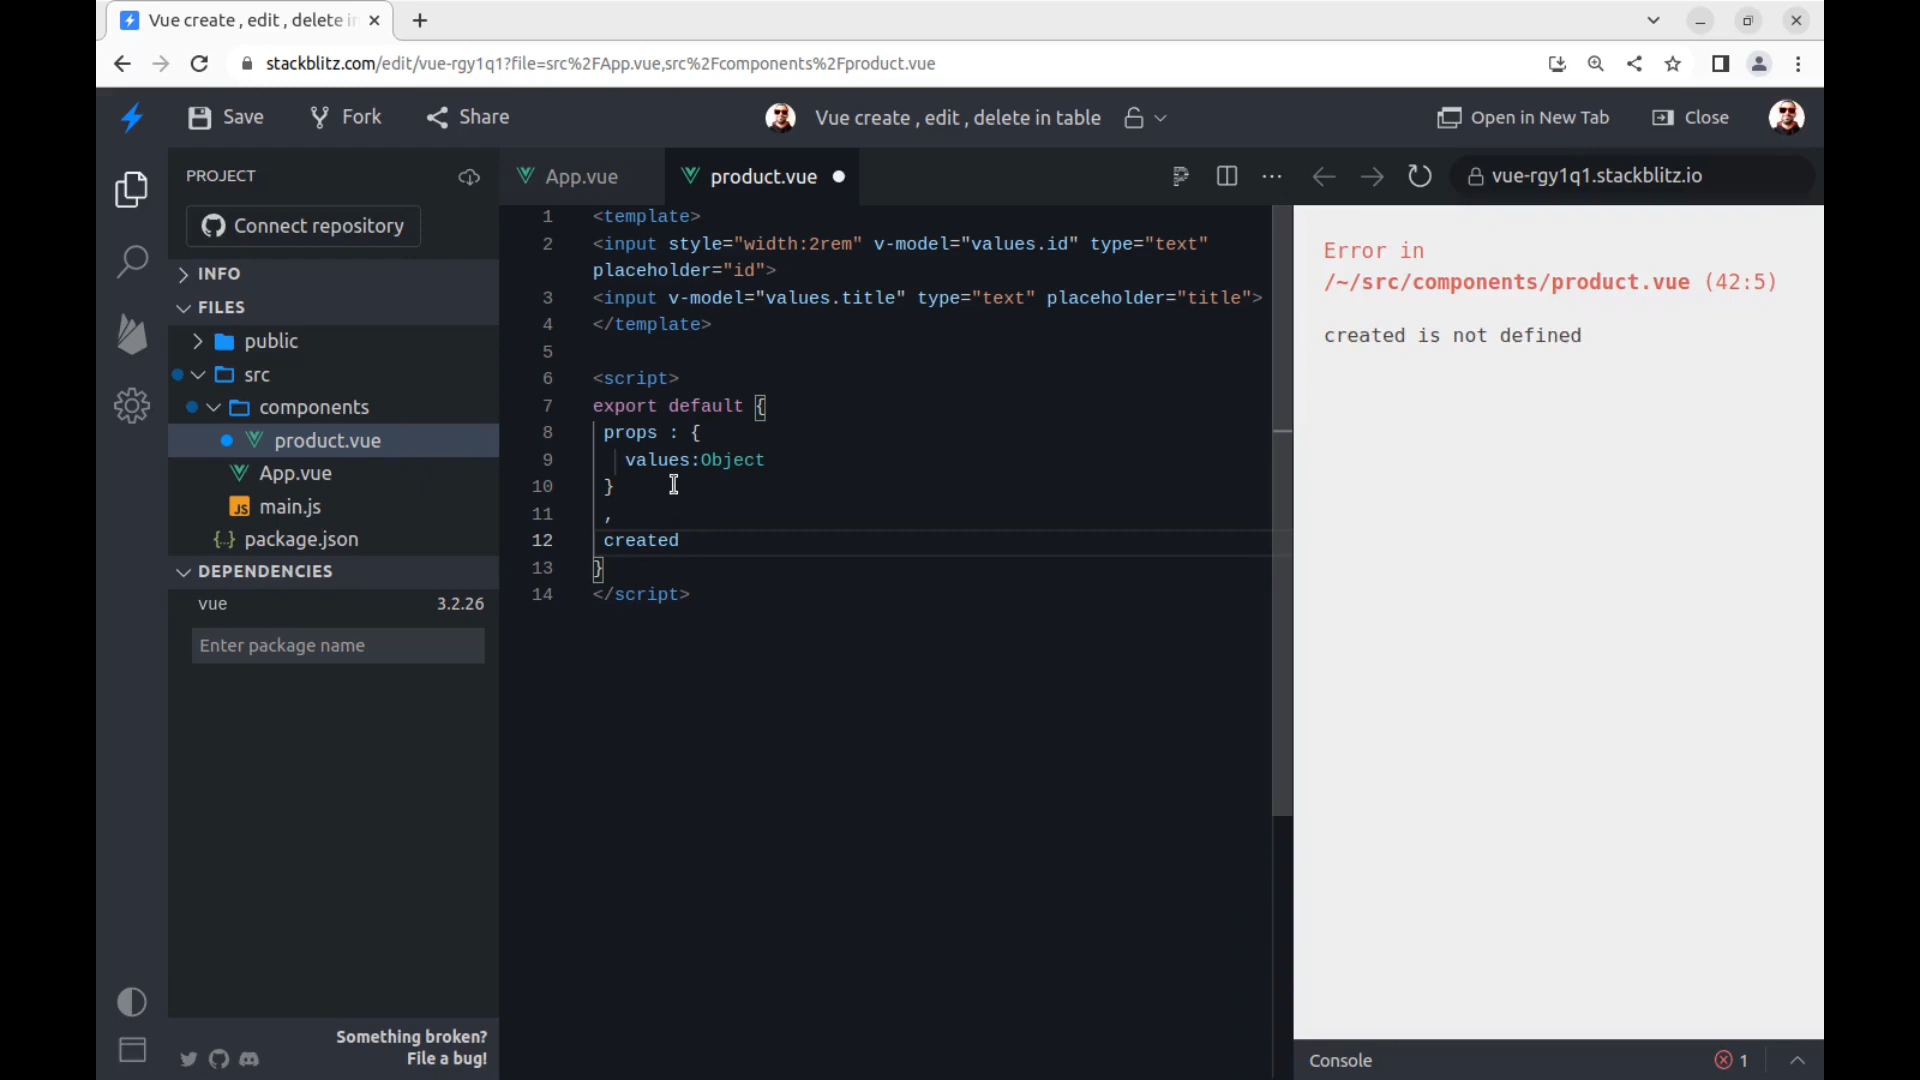 Vue create , edit , delete in
stackblitz.com/edit/vue-rgy1q1?file=src%2FApp.vue,src%2Fcomponents%2Fproduct.vue
Save
Fork
Share
Vue create , edit , delete in table
Open in New Tab
Close
PROJECT
App.vue
product.vue
vue-rgy1q1.stackblitz.io
Connect repository
INFO
FILES
public
src
components
product.vue
App.vue
JS main.js
package.json
DEPENDENCIES
vue 3.2.26
Enter package name
Something broken?
File a bug!
1 <template>
2 <input style="width:2rem" v-model="values.id" type="text"
placeholder="id">
3 <input v-model="values.title" type="text" placeholder="title">
4 </template>
5
6 <script>
7 export default {
8 props : {
9 values:Object
10 }
11 ,
12 created
13 }
14 </script>
Error in
/~/src/components/product.vue (42:5)
created is not defined
Console
1